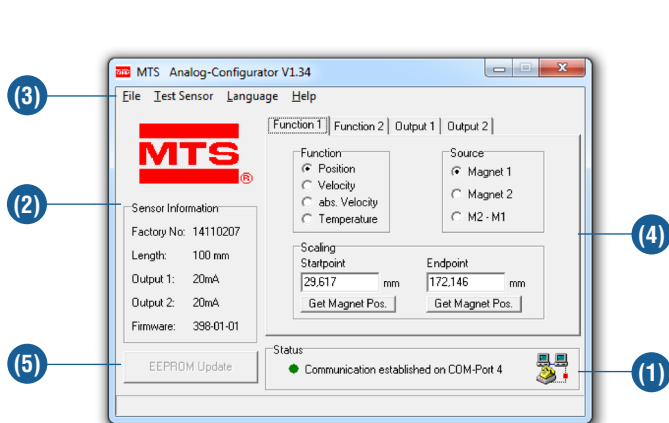 MTS Analog-Configurator V1.34
(3)
File Test Sensor Language Help
Function 1 Function 2 Output 1 Output 2
MTS
®
Function
Position
Velocity
abs. Velocity
Temperature
Source
Magnet 1
Magnet 2
M2 - M1
(2)
Sensor Information
Factory No: 14110207
Length: 100 mm
Output 1: 20mA
Output 2: 20mA
Firmware: 398-01-01
(4)
Scaling
Startpoint
29,617 mm
Get Magnet Pos.
Endpoint
172,146 mm
Get Magnet Pos.
(5)
EEPROM Update
Status
Communication established on COM-Port 4
(1)